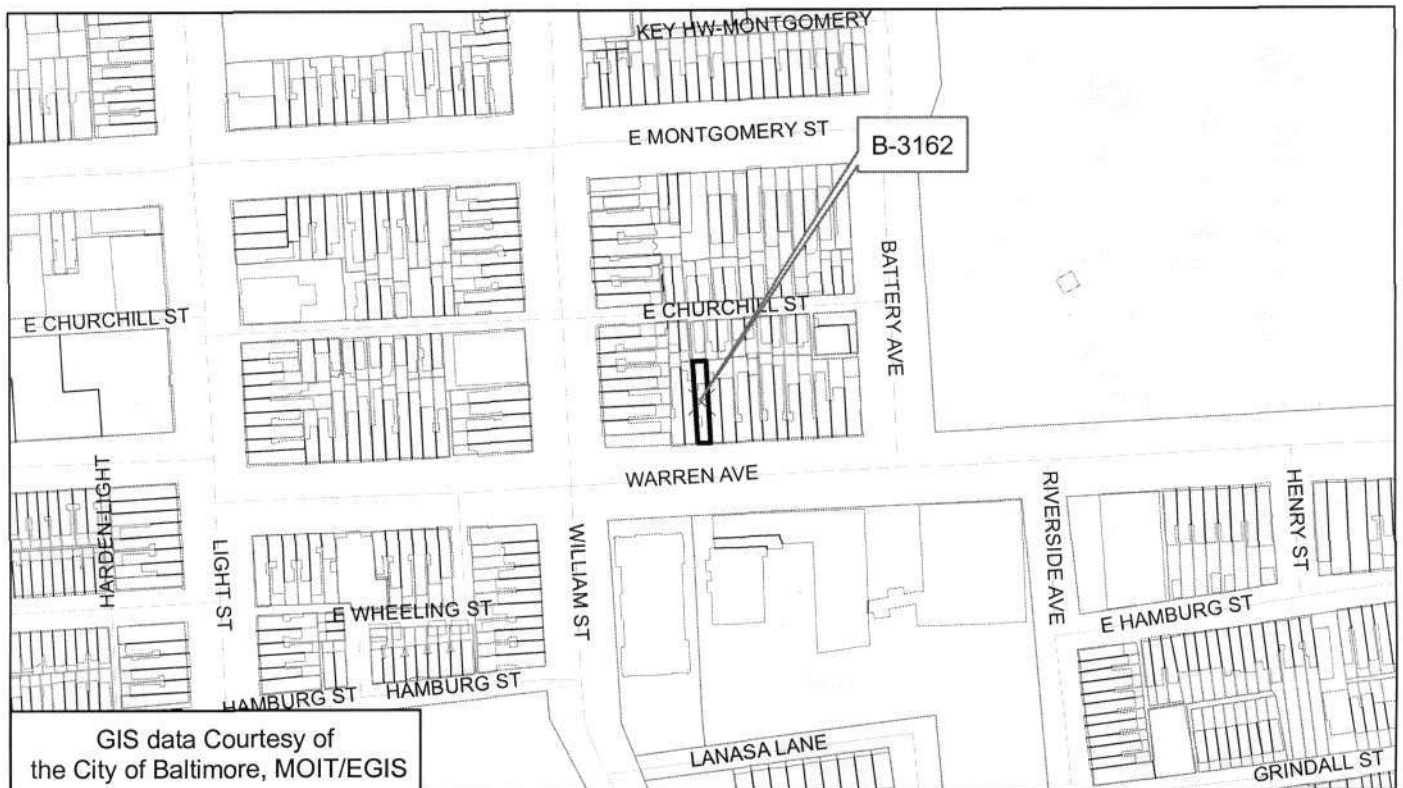 KEY HW-MONTGOMERY
E MONTGOMERY ST
B-3162
BATTERY AVE
E CHURCHILL ST
E CHURCHILL ST
WARREN AVE
HARDEN-LIGHT
LIGHT ST
WILLIAM ST
RIVERSIDE AVE
HENRY ST
E WHEELING ST
E HAMBURG ST
HAMBURG ST
HAMBURG ST
LANASA LANE
GRINDALL ST
GIS data Courtesy of
the City of Baltimore, MOIT/EGIS